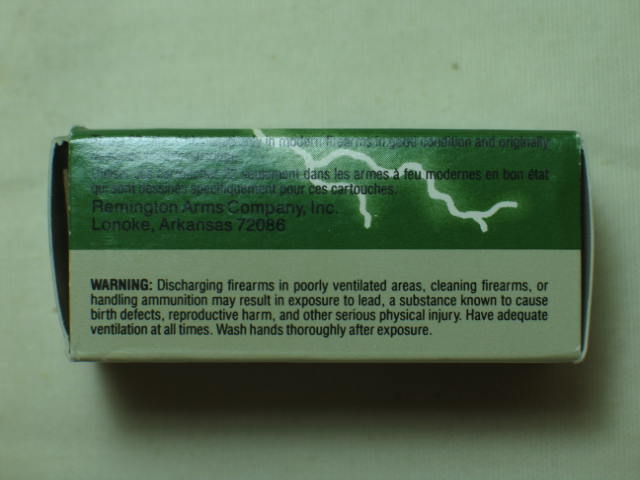 in modern firearms in good condition and originally
dans les armes à feu modernes en bon état
qui sont dessinés spécifiquement pour ces cartouches.
Remington Arms Company, Inc.
Lonoke, Arkansas 72086
WARNING: Discharging firearms in poorly ventilated areas, cleaning firearms, or
handling ammunition may result in exposure to lead, a substance known to cause
birth defects, reproductive harm, and other serious physical injury. Have adequate
ventilation at all times. Wash hands thoroughly after exposure.